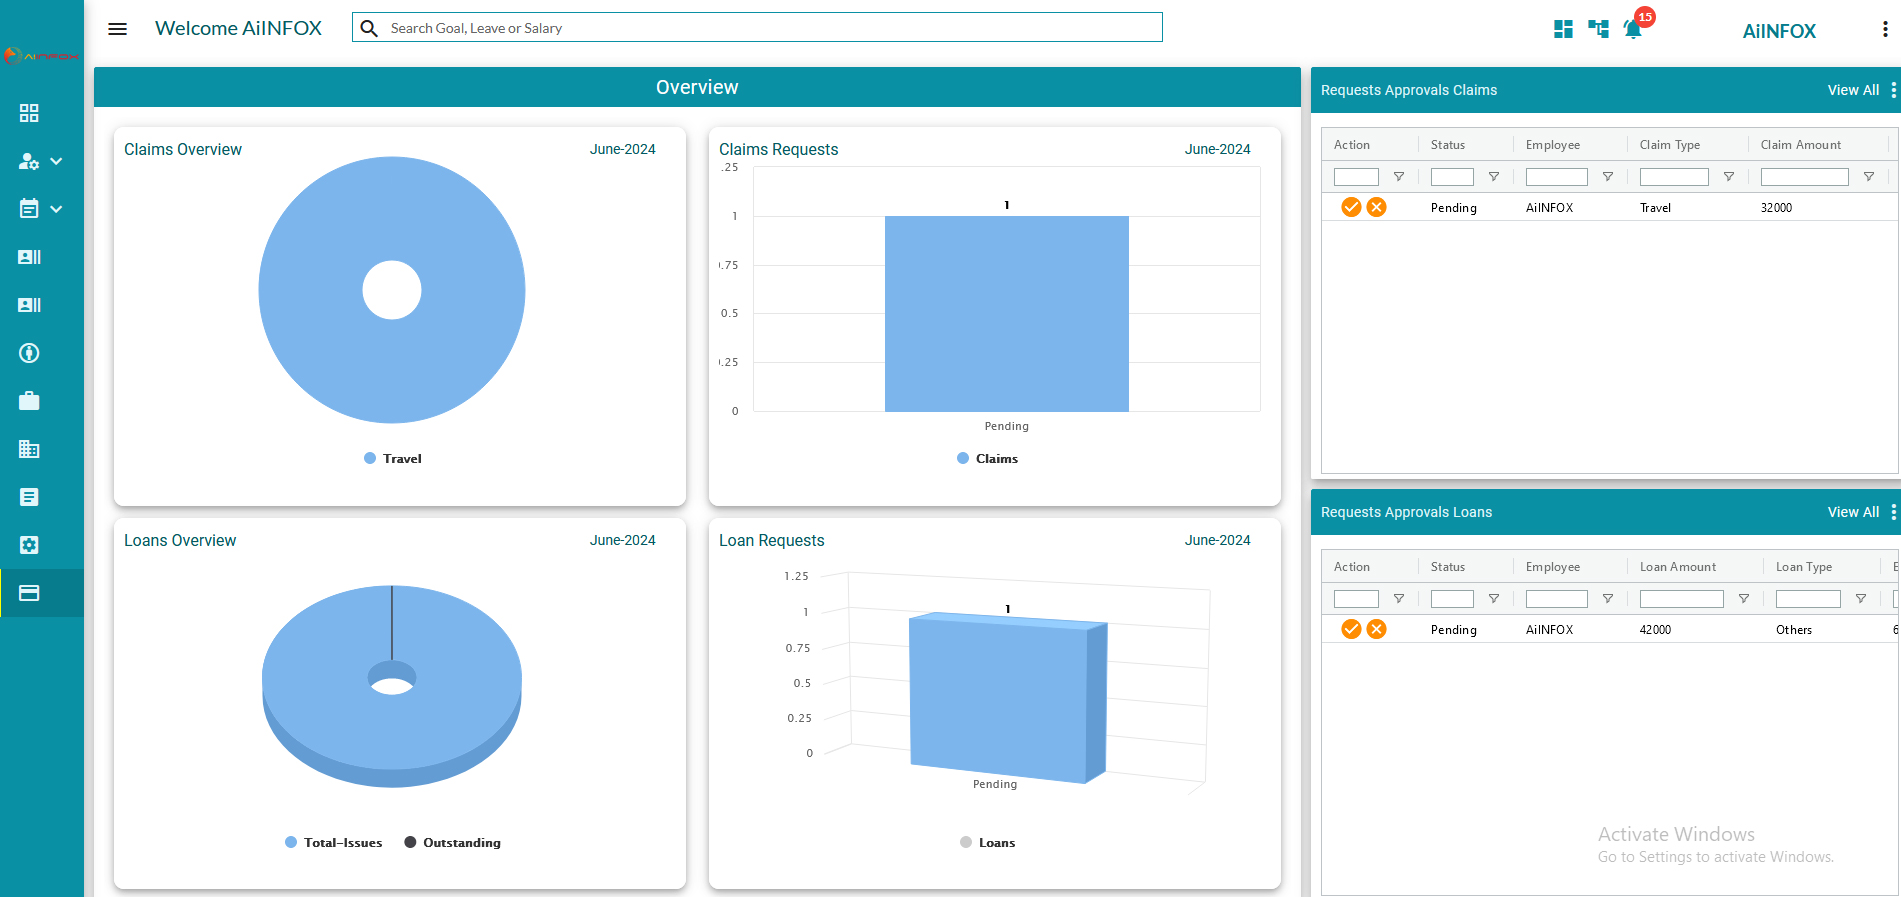 AiINFOX
Welcome AiINFOX
Search Goal, Leave or Salary
15
AiINFOX
Overview
Claims Overview
June-2024
Travel
Claims Requests
June-2024
.25
1
1
.75
0.5
.25
0
Pending
Claims
Loans Overview
June-2024
Total-Issues
Outstanding
Loan Requests
June-2024
1.25
1
1
0.75
0.5
0.25
0
Pending
Loans
Requests Approvals Claims
View All
Action Status Employee Claim Type Claim Amount
Pending AiINFOX Travel 32000
Requests Approvals Loans
View All
Action Status Employee Loan Amount Loan Type E
Pending AiINFOX 42000 Others 6
Activate Windows
Go to Settings to activate Windows.